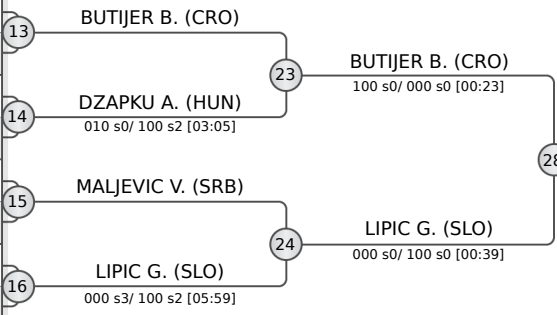 BUTIJER B. (CRO)
13
23
BUTIJER B. (CRO)
100 s0/ 000 s0 [00:23]
DZAPKU A. (HUN)
14
010 s0/ 100 s2 [03:05]
28
MALJEVIC V. (SRB)
15
24
LIPIC G. (SLO)
000 s0/ 100 s0 [00:39]
LIPIC G. (SLO)
16
000 s3/ 100 s2 [05:59]